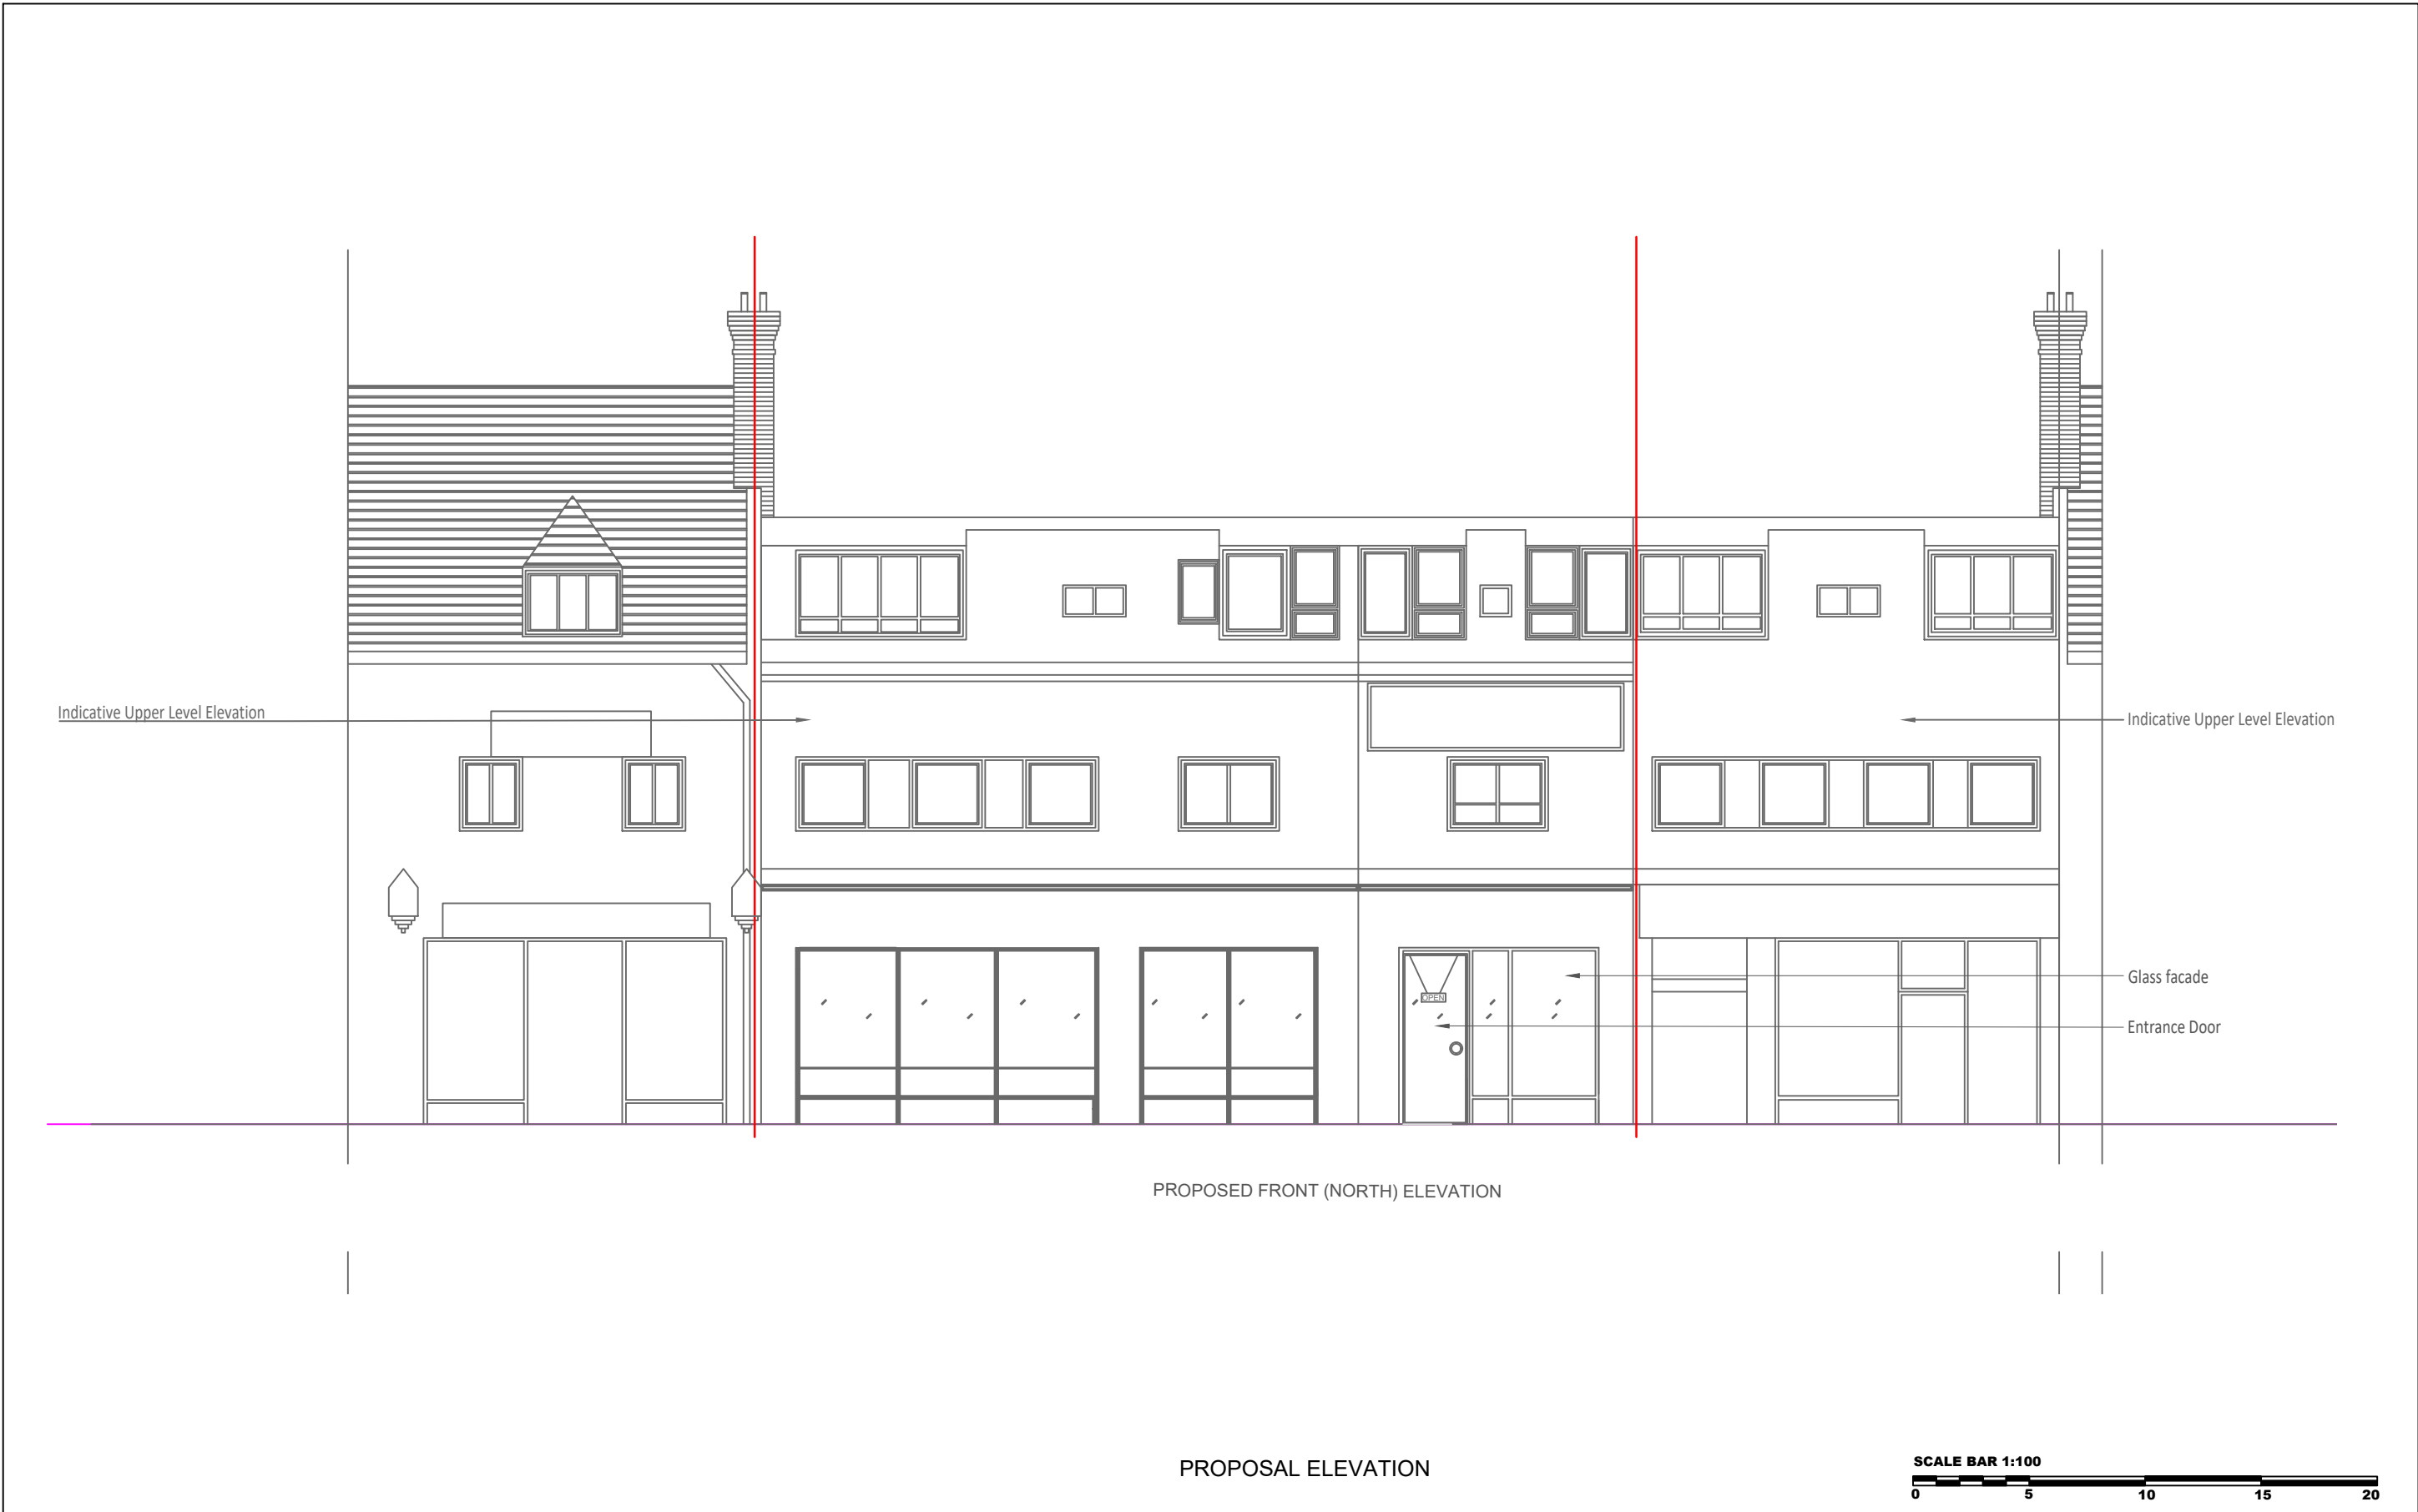 Indicative Upper Level Elevation
Indicative Upper Level Elevation
Glass facade
OPEN
Entrance Door
PROPOSED FRONT (NORTH) ELEVATION
PROPOSAL ELEVATION
SCALE BAR 1:100
0 5 10 15 20